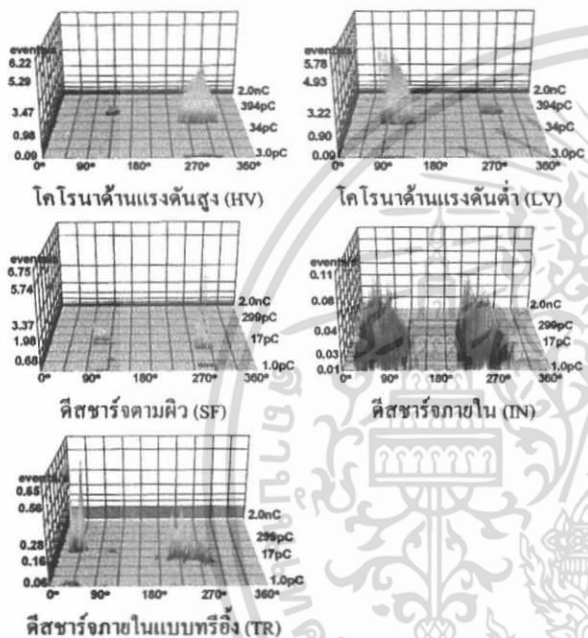 events/s
6.22
5.29
3.47
0.98
0.09
0° 90° 180° 270° 360°
2.0nC
394pC
34pC
3.0pC
โคโรนาด้านแรงดันสูง (HV)
events/s
5.78
4.93
3.22
0.90
0.09
0° 90° 180° 270° 360°
2.0nC
394pC
34pC
3.0pC
โคโรนาด้านแรงดันต่ำ (LV)
events/s
6.75
5.74
3.37
1.98
0.68
0° 90° 180° 270° 360°
2.0nC
299pC
17pC
1.0pC
ดีสชาร์จตามผิว (SF)
events/s
0.11
0.08
0.04
0.03
0.01
0° 90° 180° 270° 360°
2.0nC
299pC
17pC
1.0pC
ดีสชาร์จภายใน (IN)
events/s
0.65
0.56
0.28
0.16
0.06
0° 90° 180° 270° 360°
2.0nC
299pC
17pC
1.0pC
ดีสชาร์จภายในแบบทรีอิ้ง (TR)